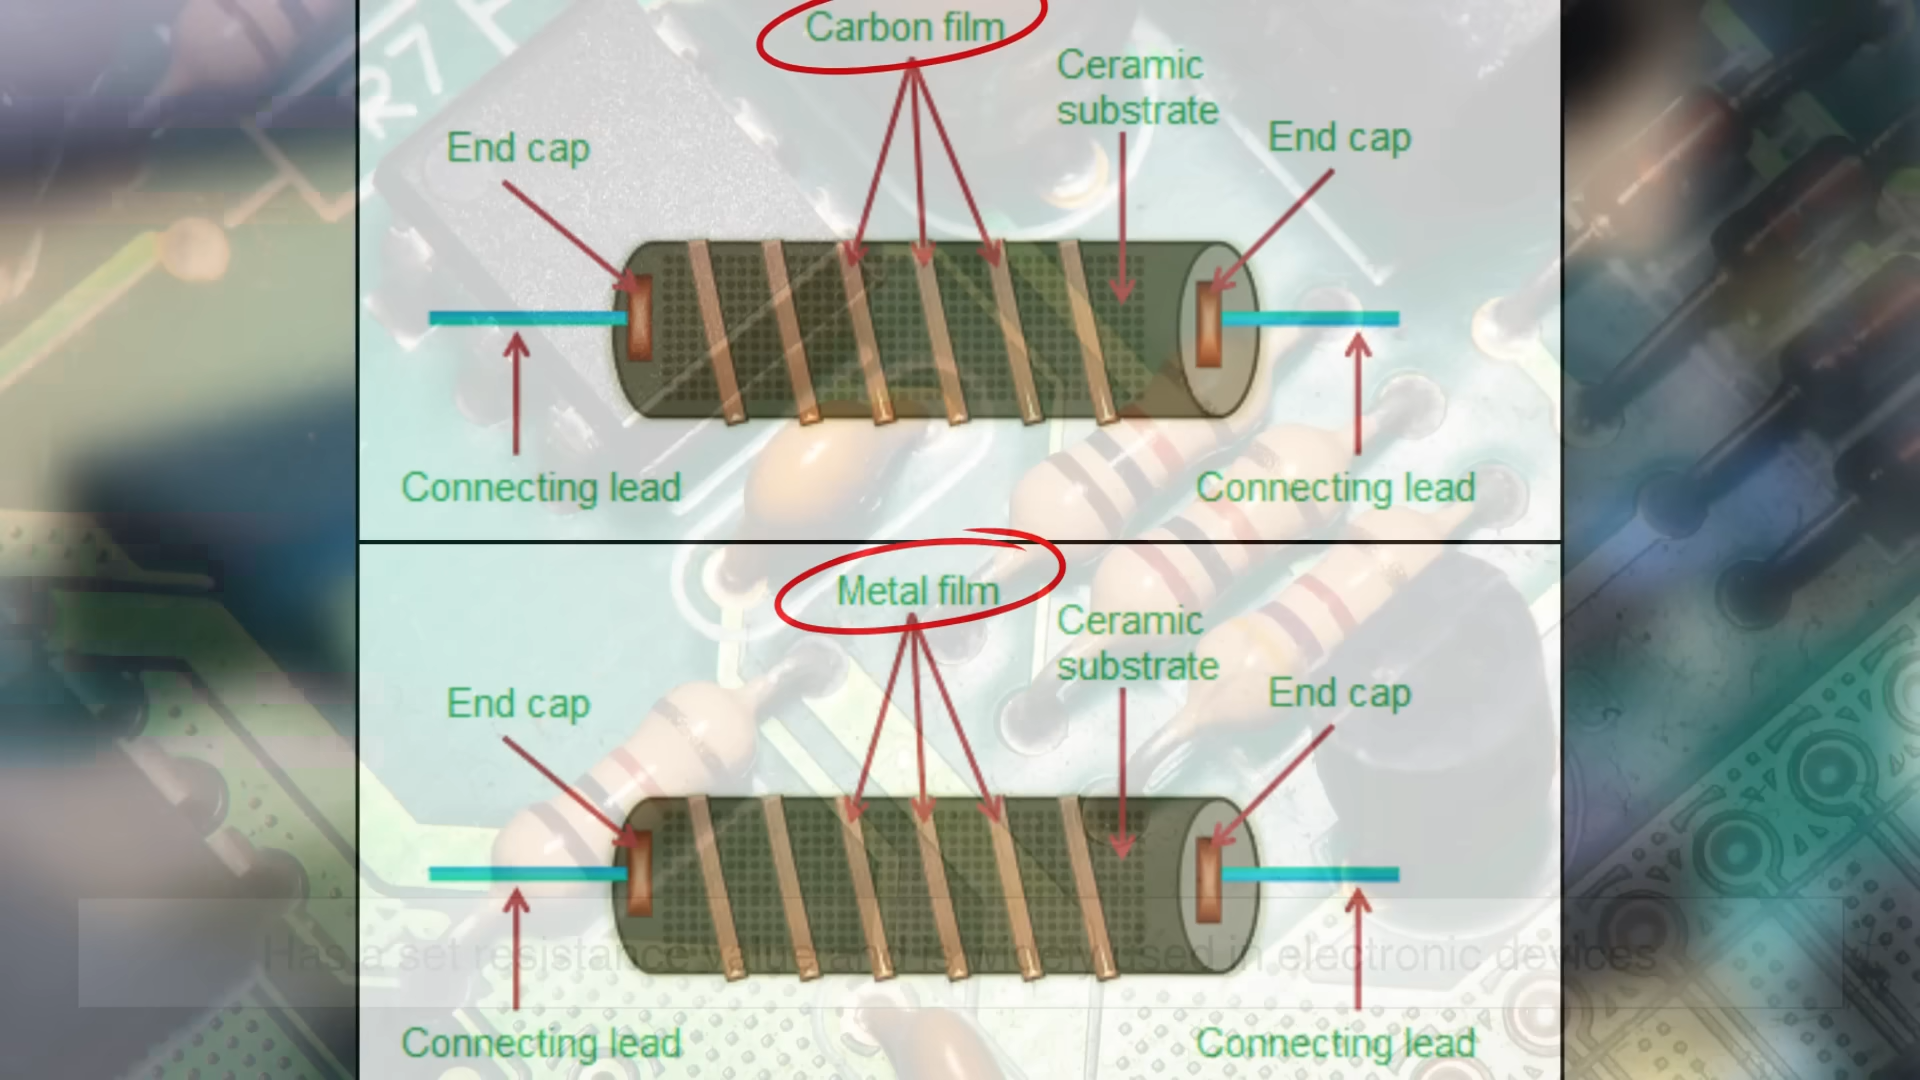 Carbon film
Ceramic
substrate
End cap
End cap
R7
Connecting lead
Connecting lead
Metal film
Ceramic
substrate
End cap
End cap
Has a set resistance value and is widely used in electronic devices
Connecting lead
Connecting lead